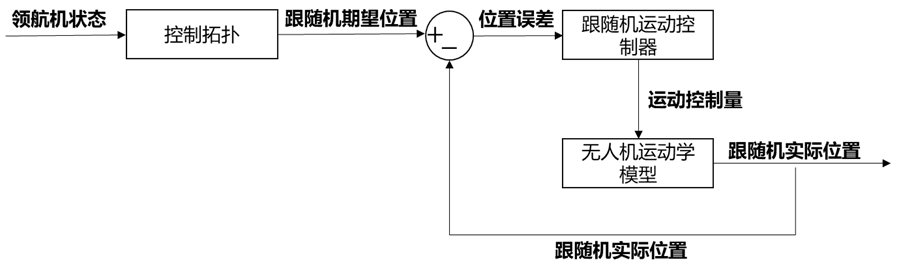 领航机状态
控制拓扑
跟随机期望位置
+
−
位置误差
跟随机运动控
制器
运动控制量
无人机运动学
模型
跟随机实际位置
跟随机实际位置